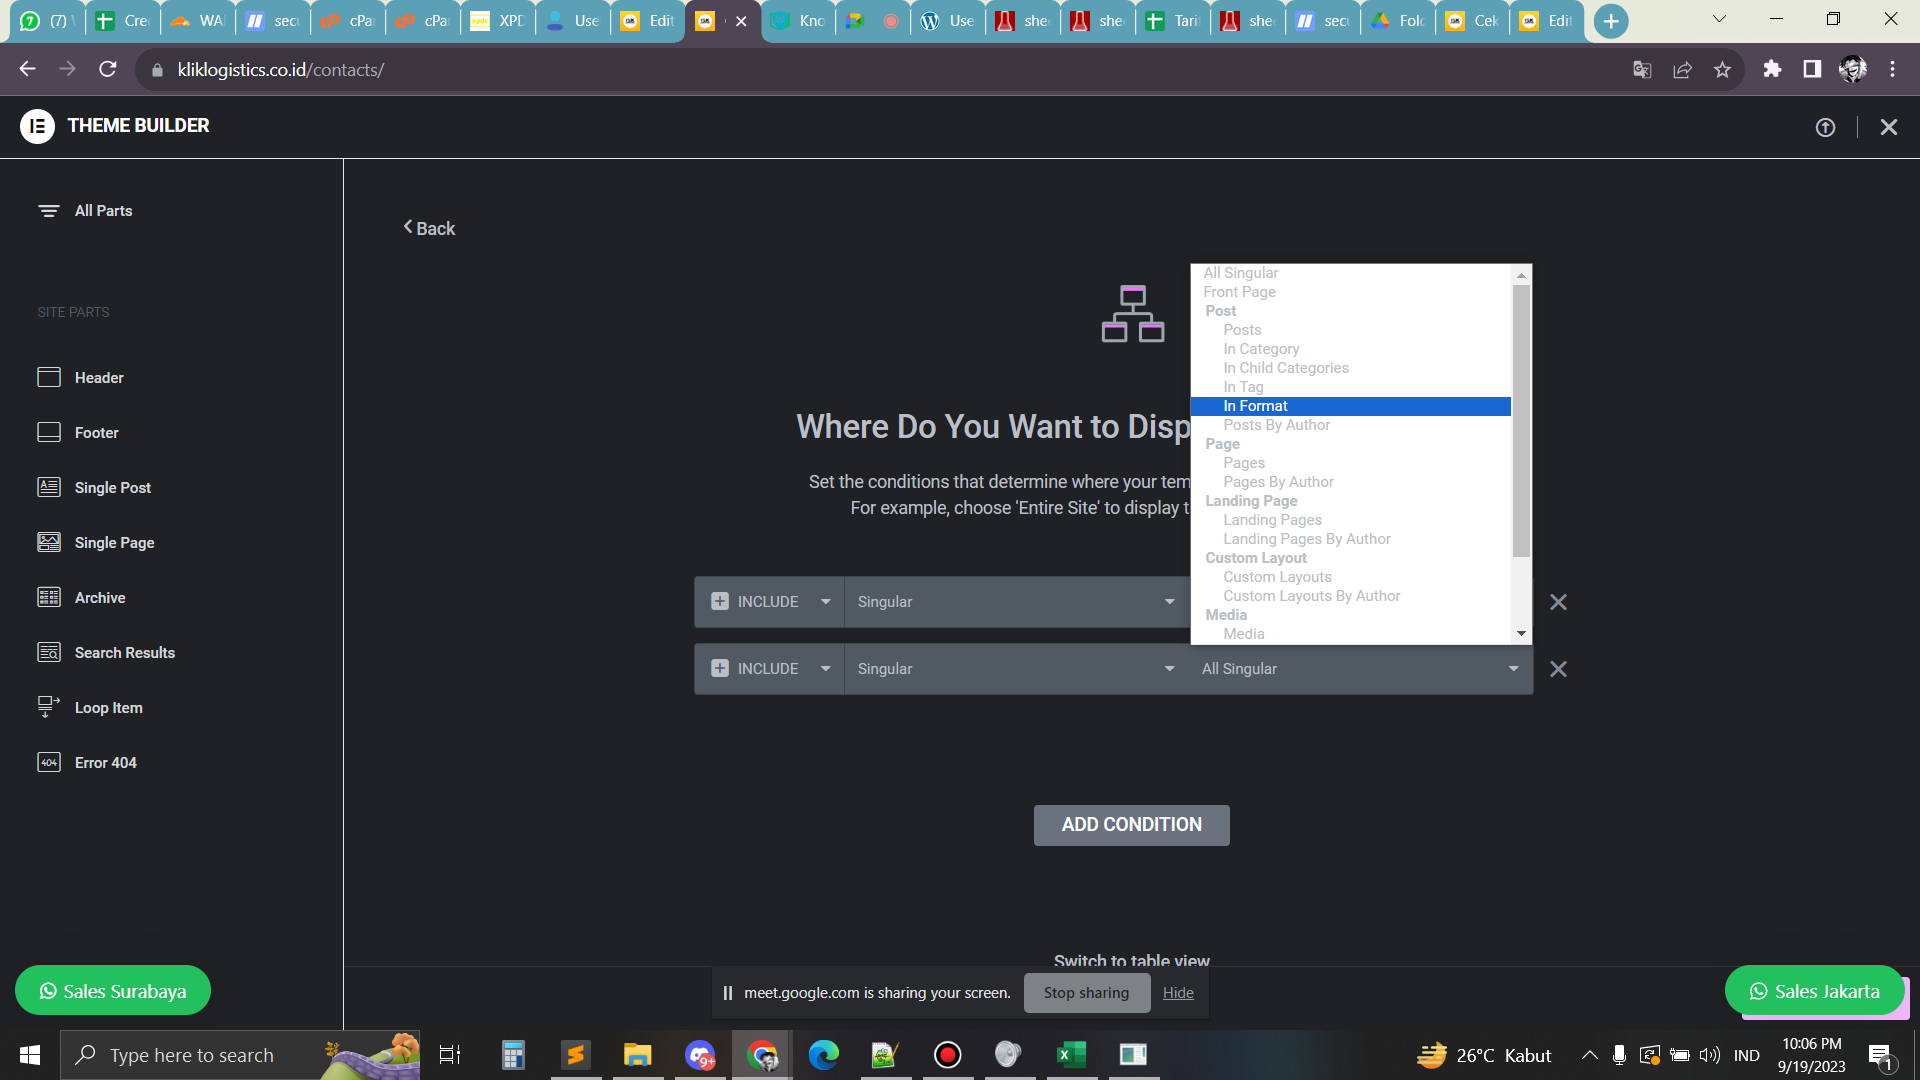 (7) W
Cre
WA
secu
cPa
cPa
XPD
Use
Edit
Kno
Use
she
she
Tari
she
secu
Fol
Cek
Edit
kliklogistics.co.id/contacts/
THEME BUILDER
All Parts
SITE PARTS
Header
Footer
Single Post
Single Page
Archive
Search Results
Loop Item
404 Error 404
Back
Where Do You Want to Disp
Set the conditions that determine where your tem
For example, choose 'Entire Site' to display t
All Singular
Front Page
Post
Posts
In Category
In Child Categories
In Tag
In Format
Posts By Author
Page
Pages
Pages By Author
Landing Page
Landing Pages
Landing Pages By Author
Custom Layout
Custom Layouts
Custom Layouts By Author
Media
Media
INCLUDE Singular
INCLUDE Singular All Singular
ADD CONDITION
Switch to table view
meet.google.com is sharing your screen. Stop sharing Hide
Sales Surabaya
Sales Jakarta
Type here to search
9+
26°C Kabut
IND
10:06 PM
9/19/2023
1